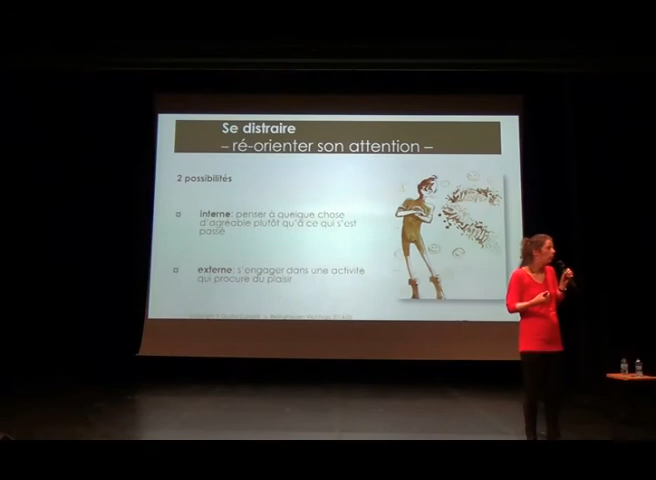 Se distraire
– ré-orienter son attention –
2 possibilités
interne: penser à quelque chose
d'agréable plutôt qu'à ce qui s'est
passé
externe: s'engager dans une activité
qui procure du plaisir